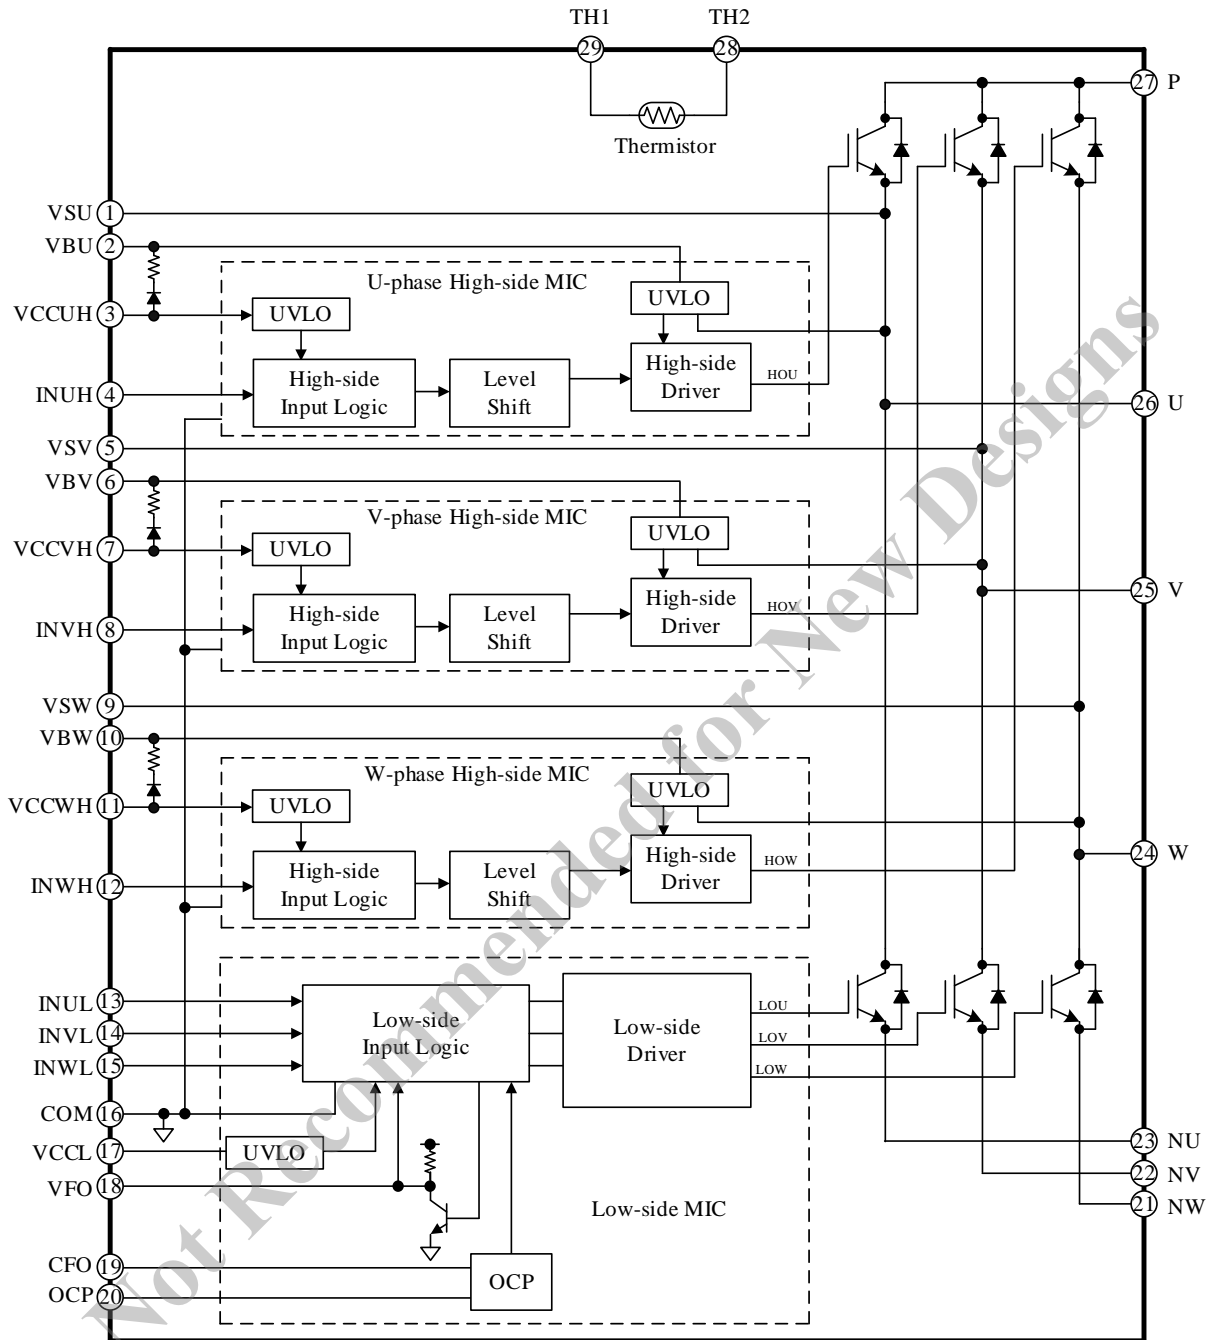 TH1 TH2
29 28
27 P
Thermistor
VSU 1
VBU 2
U-phase High-side MIC
VCCUH 3
UVLO UVLO
INUH 4
High-side
Input Logic
Level
Shift
High-side
Driver
HOU
26 U
VSV 5
VBV 6
V-phase High-side MIC
VCCVH 7
UVLO UVLO
INVH 8
High-side
Input Logic
Level
Shift
High-side
Driver
HOV
25 V
VSW 9
VBW 10
W-phase High-side MIC
VCCWH 11
UVLO UVLO
INWH 12
High-side
Input Logic
Level
Shift
High-side
Driver
HOW
24 W
INUL 13
INVL 14
INWL 15
Low-side
Input Logic
Low-side
Driver
LOU
LOV
LOW
COM 16
VCCL 17
UVLO
VFO 18
23 NU
22 NV
21 NW
Low-side MIC
CFO 19
OCP 20
OCP
Not Recommended for New Designs